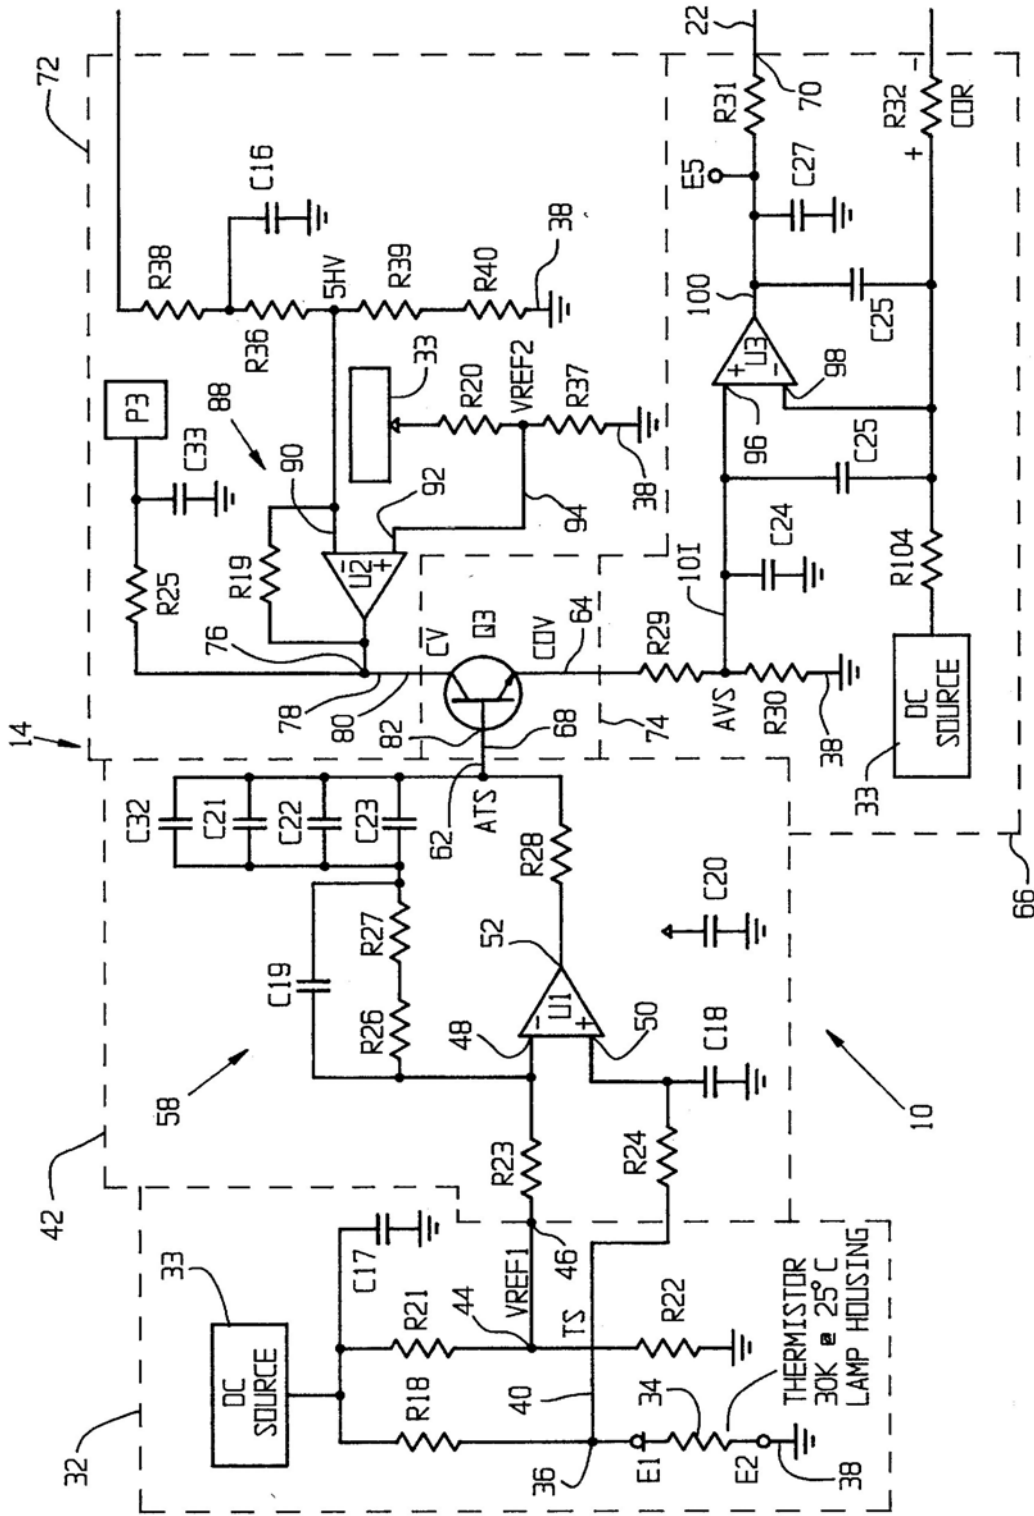 14
72
42
58
32
10
66
DC
SOURCE
33
C17
R21
R18
44
VREF1
46
TS
40
36
E1
34
E2
38
R22
THERMISTOR
30K @ 25°C
LAMP HOUSING
C19
R26
R27
C32
C21
C22
C23
R23
48
U1
-
+
50
52
R24
C18
C20
R28
62
ATS
68
82
80
78
76
CV
Q3
COV
64
74
R25
C33
P3
R19
88
90
U2
-
+
92
94
33
R20
VREF2
R37
38
R38
C16
R36
5HV
R39
R40
38
R29
AVS
R30
38
101
C24
C25
96
+
U3
-
98
100
C25
C27
E5
R31
70
22
R32
+
-
COR
R104
DC
SOURCE
33